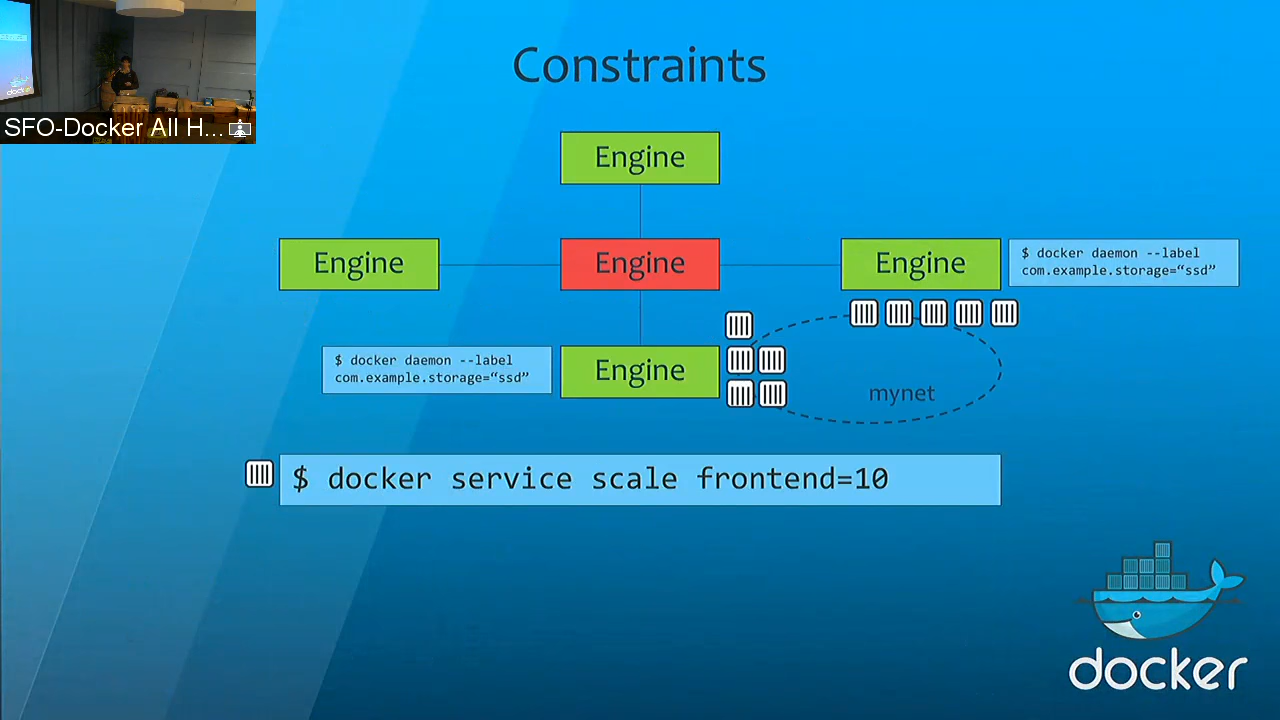 SFO-Docker All H...
Constraints
Engine
Engine
Engine
Engine
$ docker daemon --label
com.example.storage=“ssd”
$ docker daemon --label
com.example.storage=“ssd”
Engine
mynet
$ docker service scale frontend=10
docker